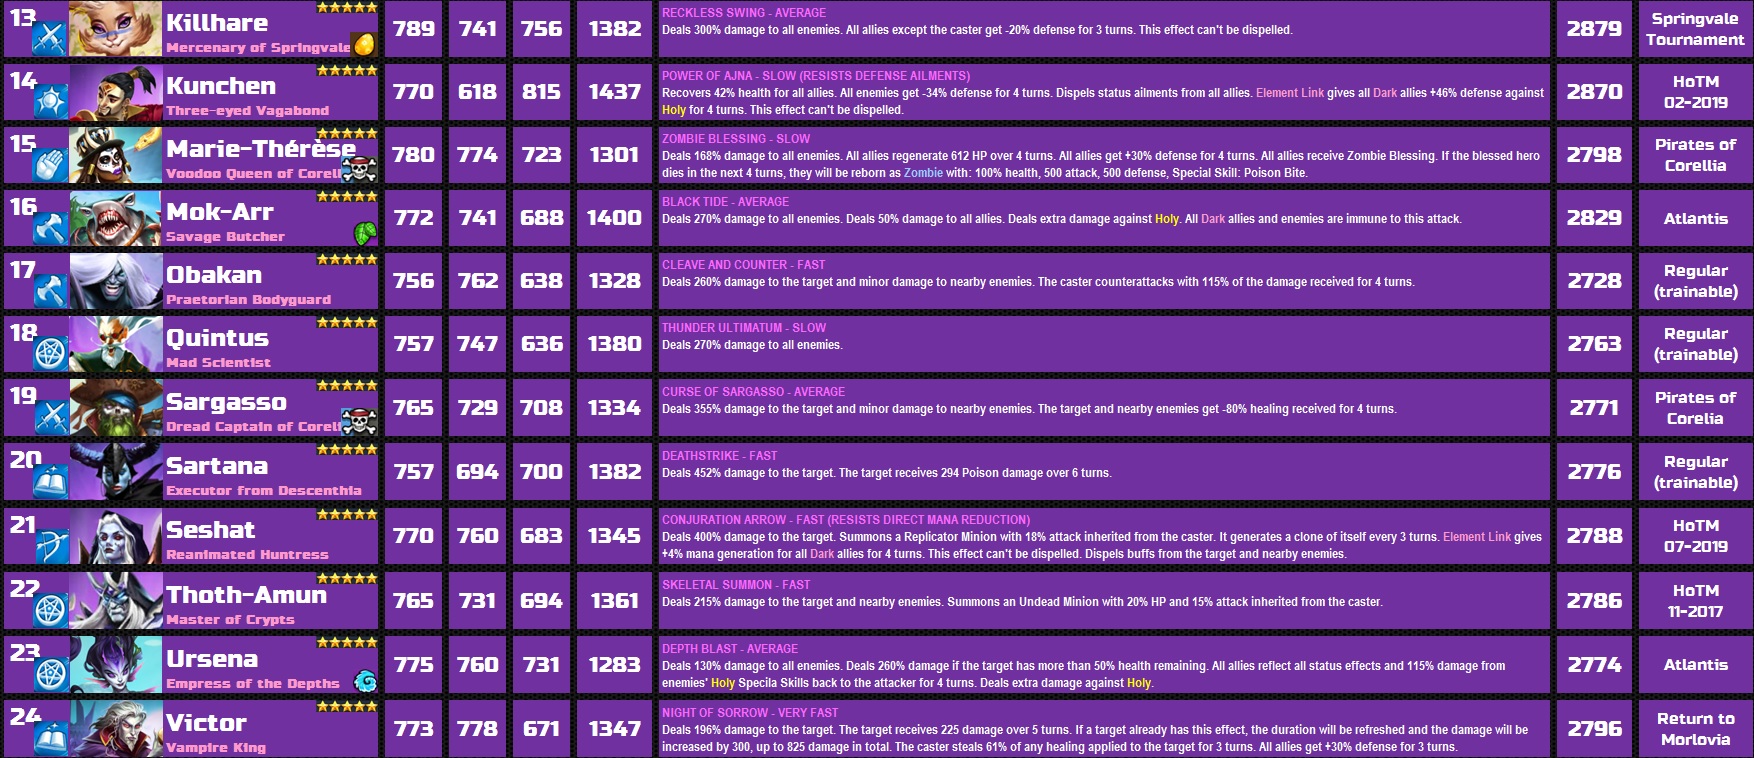 13 Killhare
Mercenary of Springvale
789 741 756 1382
RECKLESS SWING - AVERAGE
Deals 300% damage to all enemies. All allies except the caster get -20% defense for 3 turns. This effect can't be dispelled.
2879
Springvale
Tournament
14 Kunchen
Three-eyed Vagabond
770 618 815 1437
POWER OF AJNA - SLOW (RESISTS DEFENSE AILMENTS)
Recovers 42% health for all allies. All enemies get -34% defense for 4 turns. Dispels status ailments from all allies. Element Link gives all Dark allies +46% defense against
Holy for 4 turns. This effect can't be dispelled.
2870
HoTM
02-2019
15 Marie-Thérèse
Voodoo Queen of Corell
780 774 723 1301
ZOMBIE BLESSING - SLOW
Deals 168% damage to all enemies. All allies regenerate 612 HP over 4 turns. All allies get +30% defense for 4 turns. All allies receive Zombie Blessing. If the blessed hero
dies in the next 4 turns, they will be reborn as Zombie with: 100% health, 500 attack, 500 defense, Special Skill: Poison Bite.
2798
Pirates of
Corellia
16 Mok-Arr
Savage Butcher
772 741 688 1400
BLACK TIDE - AVERAGE
Deals 270% damage to all enemies. Deals 50% damage to all allies. Deals extra damage against Holy. All Dark allies and enemies are immune to this attack.
2829
Atlantis
17 Obakan
Praetorian Bodyguard
756 762 638 1328
CLEAVE AND COUNTER - FAST
Deals 260% damage to the target and minor damage to nearby enemies. The caster counterattacks with 115% of the damage received for 4 turns.
2728
Regular
(trainable)
18 Quintus
Mad Scientist
757 747 636 1380
THUNDER ULTIMATUM - SLOW
Deals 270% damage to all enemies.
2763
Regular
(trainable)
19 Sargasso
Dread Captain of Corell
765 729 708 1334
CURSE OF SARGASSO - AVERAGE
Deals 355% damage to the target and minor damage to nearby enemies. The target and nearby enemies get -80% healing received for 4 turns.
2771
Pirates of
Corelia
20 Sartana
Executor from Descenthia
757 694 700 1382
DEATHSTRIKE - FAST
Deals 452% damage to the target. The target receives 294 Poison damage over 6 turns.
2776
Regular
(trainable)
21 Seshat
Reanimated Huntress
770 760 683 1345
CONJURATION ARROW - FAST (RESISTS DIRECT MANA REDUCTION)
Deals 400% damage to the target. Summons a Replicator Minion with 18% attack inherited from the caster. It generates a clone of itself every 3 turns. Element Link gives
+4% mana generation for all Dark allies for 4 turns. This effect can't be dispelled. Dispels buffs from the target and nearby enemies.
2788
HoTM
07-2019
22 Thoth-Amun
Master of Crypts
765 731 694 1361
SKELETAL SUMMON - FAST
Deals 215% damage to the target and nearby enemies. Summons an Undead Minion with 20% HP and 15% attack inherited from the caster.
2786
HoTM
11-2017
23 Ursena
Empress of the Depths
775 760 731 1283
DEPTH BLAST - AVERAGE
Deals 130% damage to all enemies. Deals 260% damage if the target has more than 50% health remaining. All allies reflect all status effects and 115% damage from
enemies' Holy Specila Skills back to the attacker for 4 turns. Deals extra damage against Holy.
2774
Atlantis
24 Victor
Vampire King
773 778 671 1347
NIGHT OF SORROW - VERY FAST
Deals 196% damage to the target. The target receives 225 damage over 5 turns. If a target already has this effect, the duration will be refreshed and the damage will be
increased by 300, up to 825 damage in total. The caster steals 61% of any healing applied to the target for 3 turns. All allies get +30% defense for 3 turns.
2796
Return to
Morlovia